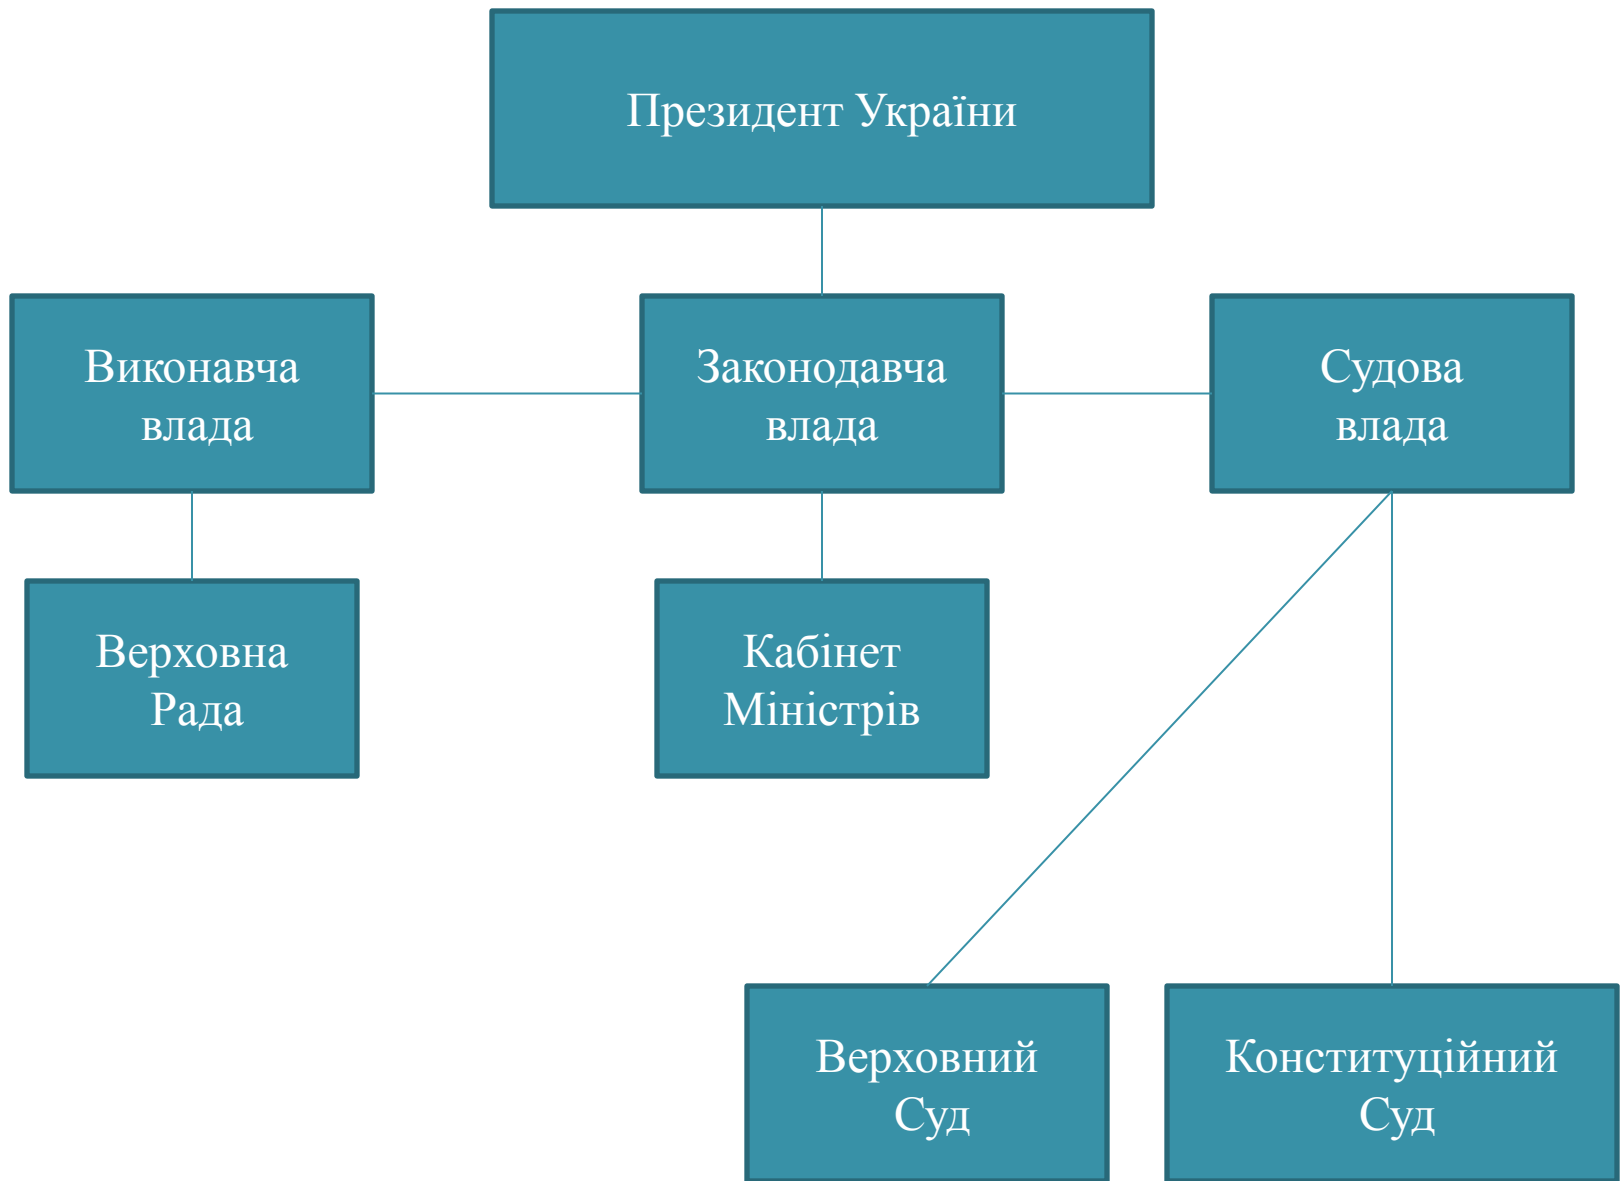 Президент України
Виконавча
влада
Законодавча
влада
Судова
влада
Верховна
Рада
Кабінет
Міністрів
Верховний
Суд
Конституційний
Суд